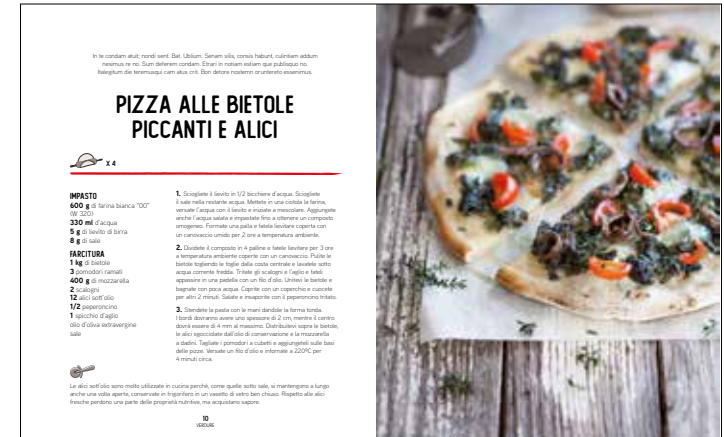 In te condam atuit; nondi sent. Bat. Ublium. Senam silis, consis habunt, culintiam addum
nesimus re no. Sum deferem condam. Etrari in notiam estiam que publisquo no.
Italegitum die teremusqui cam atus crit. Bon detore nostemn oruntereto essenimus.
PIZZA ALLE BIETOLE
PICCANTI E ALICI
X 4
IMPASTO
600 g di farina bianca "00"
(W 320)
330 ml d'acqua
5 g di lievito di birra
8 g di sale
FARCITURA
1 kg di bietole
3 pomodori ramati
400 g di mozzarella
2 scalogni
12 alici sott'olio
1/2 peperoncino
1 spicchio d'aglio
olio d'oliva extravergine
sale
1. Sciogliete il lievito in 1/2 bicchiere d'acqua. Sciogliete
il sale nella restante acqua. Mettete in una ciotola la farina,
versate l'acqua con il lievito e iniziate a mescolare. Aggiungete
anche l'acqua salata e impastate fino a ottenere un composto
omogeneo. Formate una palla e fatela lievitare coperta con
un canovaccio umido per 2 ore a temperatura ambiente.
2. Dividete il composto in 4 palline e fatele lievitare per 3 ore
a temperatura ambiente coperte con un canovaccio. Pulite le
bietole togliendo le foglie dalla costa centrale e lavatele sotto
acqua corrente fredda. Tritate gli scalogni e l'aglio e fateli
appassire in una padella con un filo d'olio. Unitevi le bietole e
bagnate con poca acqua. Coprite con un coperchio e cuocete
per altri 2 minuti. Salate e insaporite con il peperoncino tritato.
3. Stendete la pasta con le mani dandole la forma tonda.
I bordi dovranno avere uno spessore di 2 cm, mentre il centro
dovrà essere di 4 mm al massimo. Distribuitevi sopra le bietole,
le alici sgocciolate dall'olio di conservazione e la mozzarella
a dadini. Tagliate i pomodori a cubetti e aggiungeteli sulle basi
delle pizze. Versate un filo d'olio e infornate a 220°C per
4 minuti circa.
Le alici sott'olio sono molto utilizzate in cucina perché, come quelle sotto sale, si mantengono a lungo
anche una volta aperte, conservate in frigorifero in un vasetto di vetro ben chiuso. Rispetto alle alici
fresche perdono una parte delle proprietà nutritive, ma acquistano sapore.
10
VERDURE